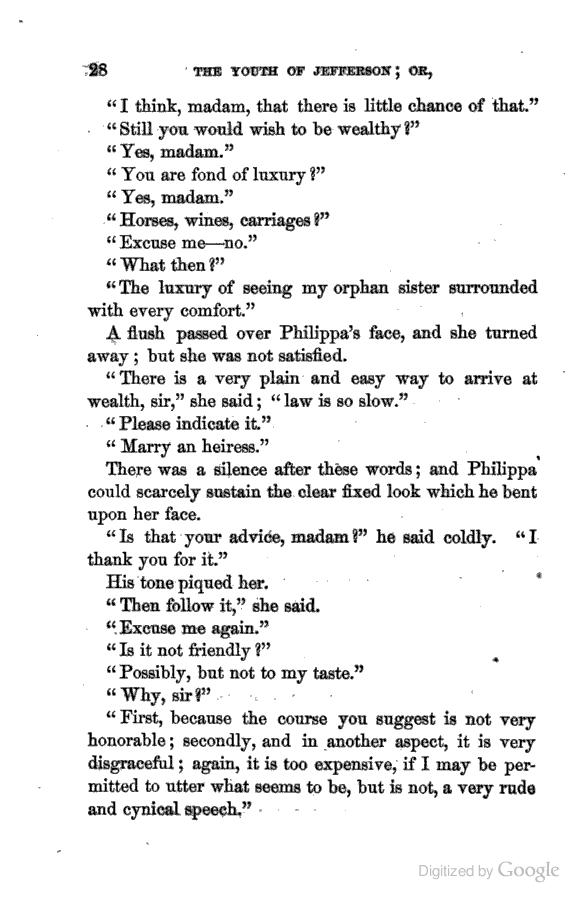 28 THE YOUTH OF JEFFERSON; OR,
"I think, madam, that there is little chance of that."
"Still you would wish to be wealthy?"
"Yes, madam."
"You are fond of luxury?"
"Yes, madam."
"Horses, wines, carriages?"
"Excuse me—no."
"What then?"
"The luxury of seeing my orphan sister surrounded
with every comfort."
A flush passed over Philippa's face, and she turned
away; but she was not satisfied.
"There is a very plain and easy way to arrive at
wealth, sir," she said; "law is so slow."
"Please indicate it."
"Marry an heiress."
There was a silence after these words; and Philippa
could scarcely sustain the clear fixed look which he bent
upon her face.
"Is that your advice, madam?" he said coldly. "I
thank you for it."
His tone piqued her.
"Then follow it," she said.
"Excuse me again."
"Is it not friendly?"
"Possibly, but not to my taste."
"Why, sir?"
"First, because the course you suggest is not very
honorable; secondly, and in another aspect, it is very
disgraceful; again, it is too expensive, if I may be per-
mitted to utter what seems to be, but is not, a very rude
and cynical speech."
Digitized by Google